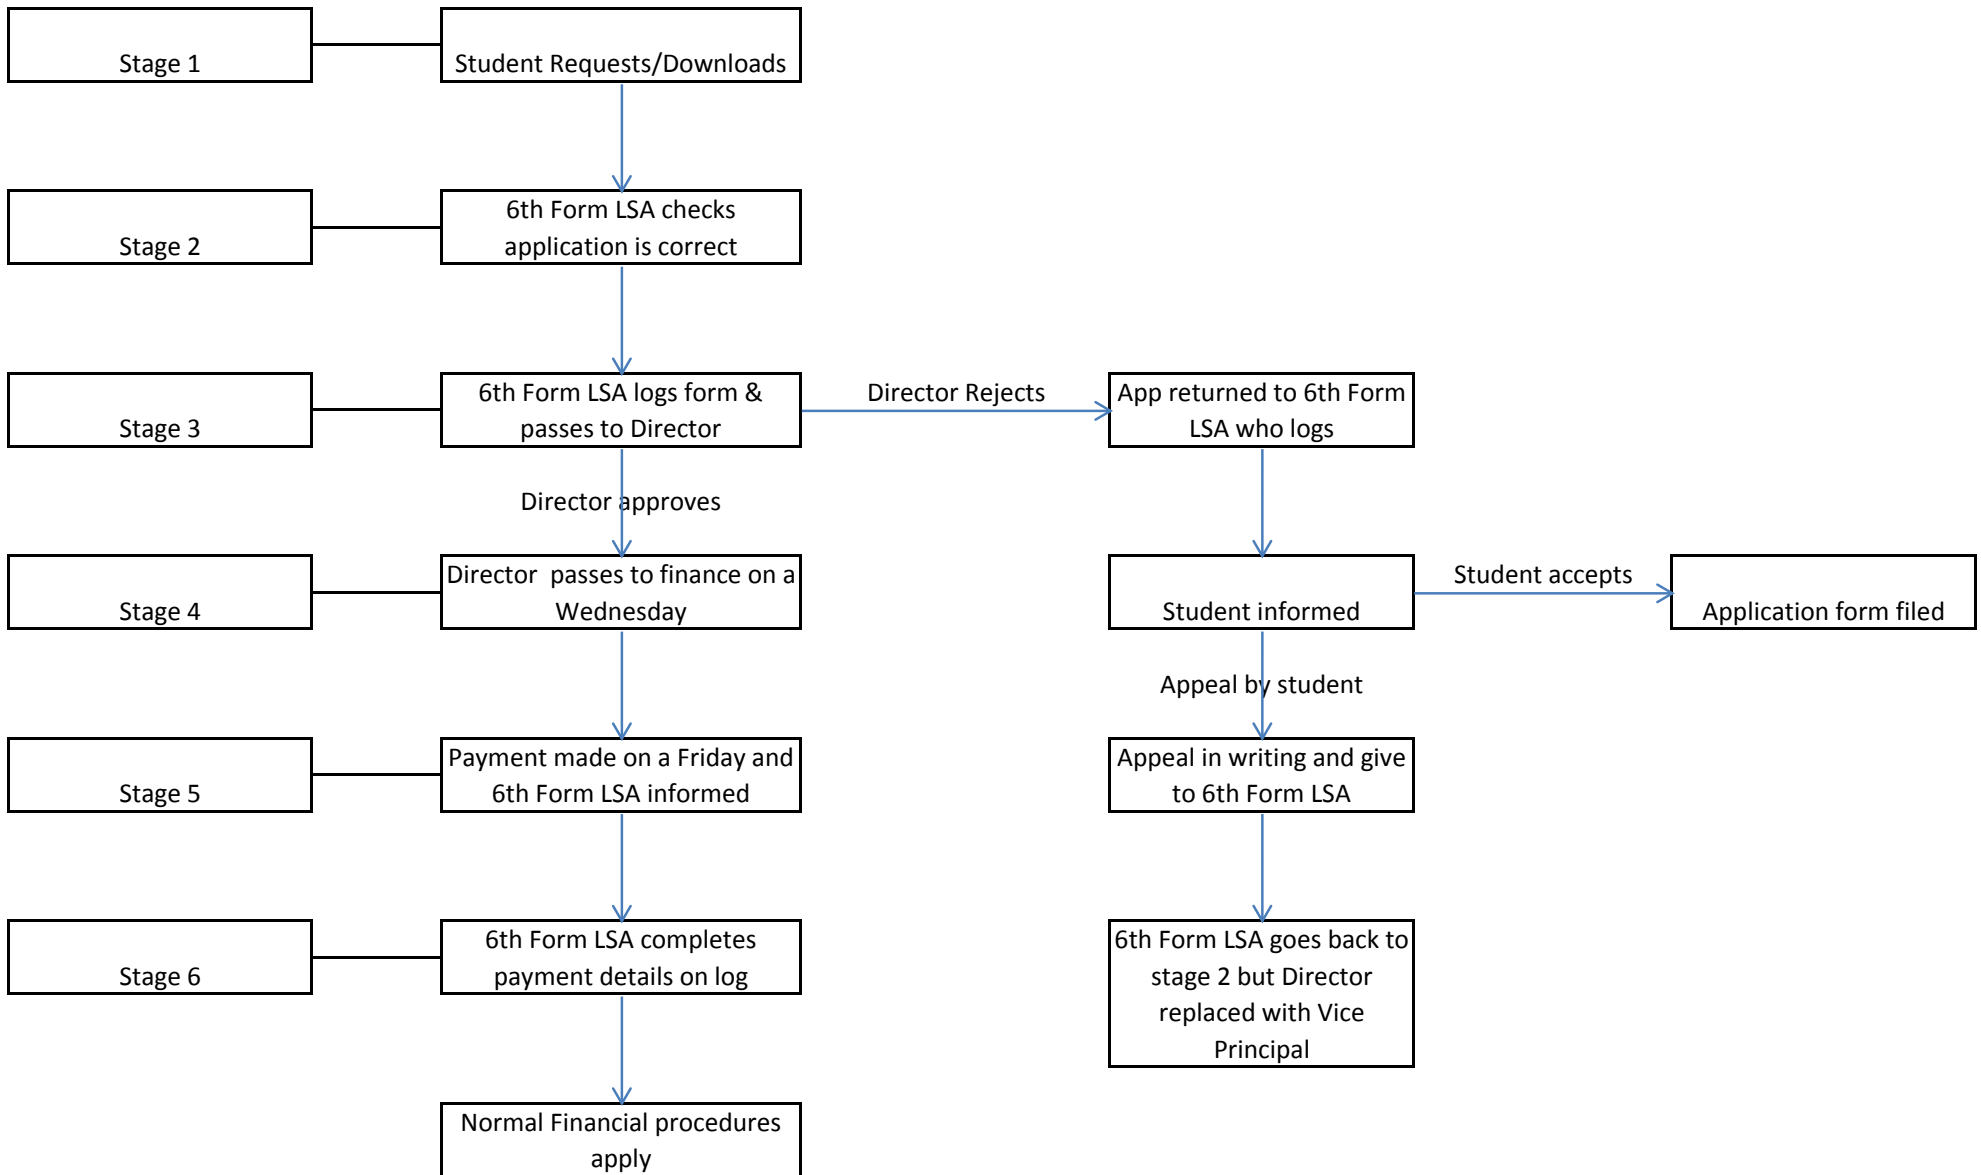 Stage 1
Student Requests/Downloads
Stage 2
6th Form LSA checks
application is correct
Stage 3
6th Form LSA logs form &
passes to Director
Director Rejects
App returned to 6th Form
LSA who logs
Director approves
Stage 4
Director  passes to finance on a
Wednesday
Student informed
Student accepts
Application form filed
Appeal by student
Stage 5
Payment made on a Friday and
6th Form LSA informed
Appeal in writing and give
to 6th Form LSA
Stage 6
6th Form LSA completes
payment details on log
6th Form LSA goes back to
stage 2 but Director
replaced with Vice
Principal
Normal Financial procedures
apply